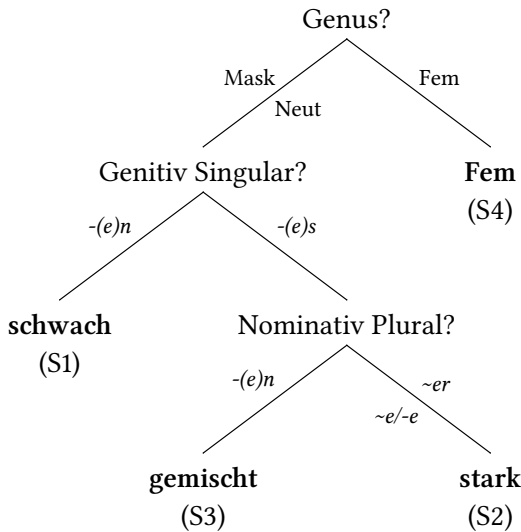 Genus?
Mask
Neut
Fem
Genitiv Singular?
Fem
(S4)
-(e)n
-(e)s
schwach
(S1)
Nominativ Plural?
-(e)n
~er
~e/-e
gemischt
(S3)
stark
(S2)